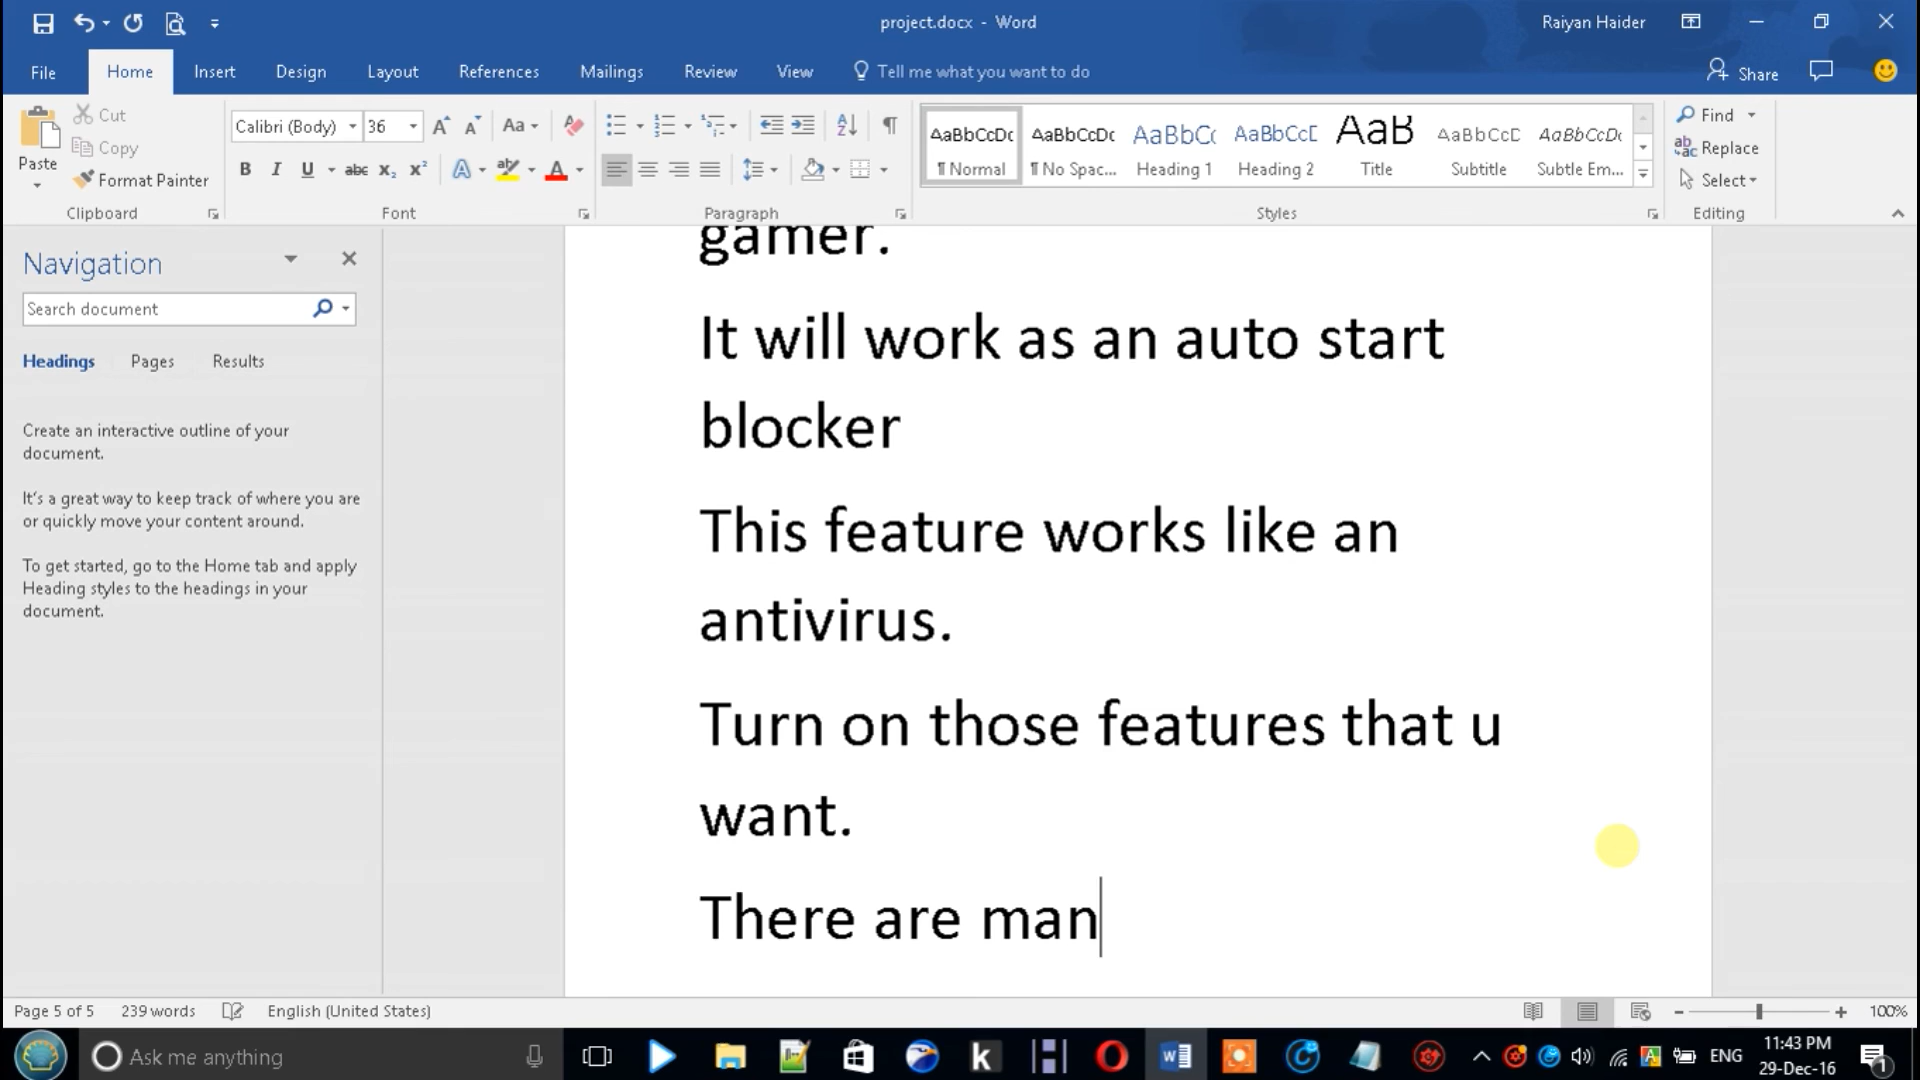 project.docx - Word
Raiyan Haider
File
Home
Insert
Design
Layout
References
Mailings
Review
View
Tell me what you want to do
Share
Paste
Cut
Copy
Format Painter
Clipboard
Calibri (Body)
36
Aa
B I U abc x₂ x²
Font
Paragraph
AaBbCcDc
¶ Normal
AaBbCcDc
¶ No Spac...
AaBbC
Heading 1
AaBbCcE
Heading 2
AaB
Title
AaBbCcD
Subtitle
AaBbCcDc
Subtle Em...
Styles
Find
Replace
Select
Editing
Navigation
Search document
Headings
Pages
Results
Create an interactive outline of your
document.
It's a great way to keep track of where you are
or quickly move your content around.
To get started, go to the Home tab and apply
Heading styles to the headings in your
document.
gamer.
It will work as an auto start
blocker
This feature works like an
antivirus.
Turn on those features that u
want.
There are man
Page 5 of 5
239 words
English (United States)
100%
Ask me anything
ENG
11:43 PM
29-Dec-16
1